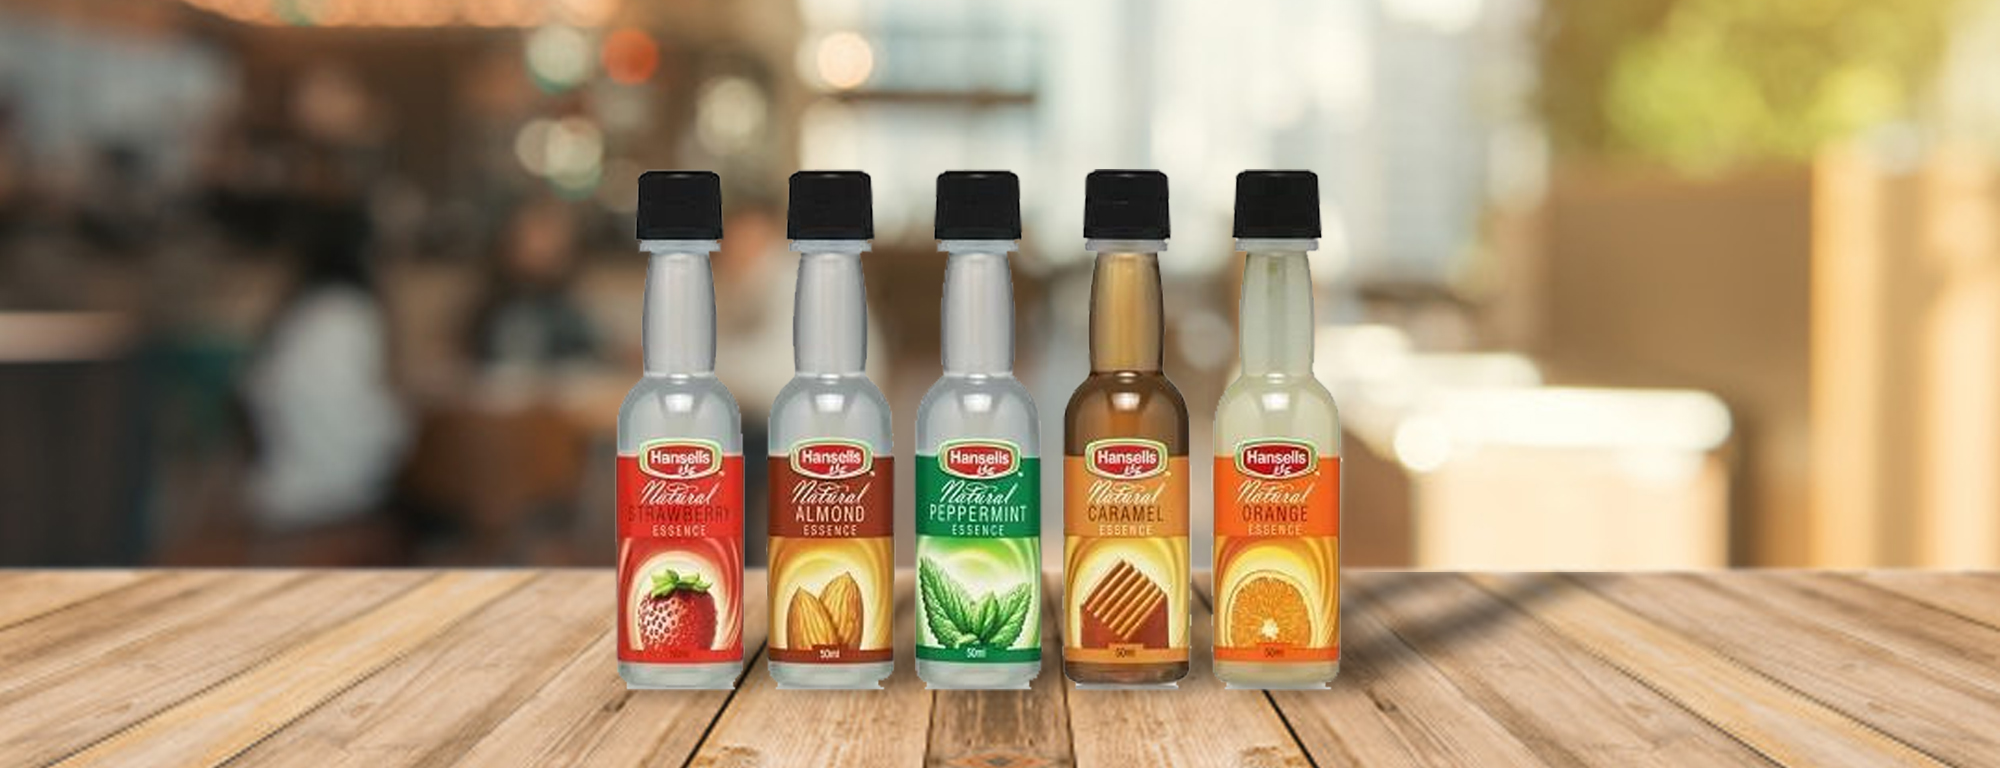 Hansells
Natural
STRAWBERRY
ESSENCE
50ml
Hansells
Natural
ALMOND
ESSENCE
50ml
Hansells
Natural
PEPPERMINT
ESSENCE
50ml
Hansells
Natural
CARAMEL
ESSENCE
50ml
Hansells
Natural
ORANGE
ESSENCE
50ml